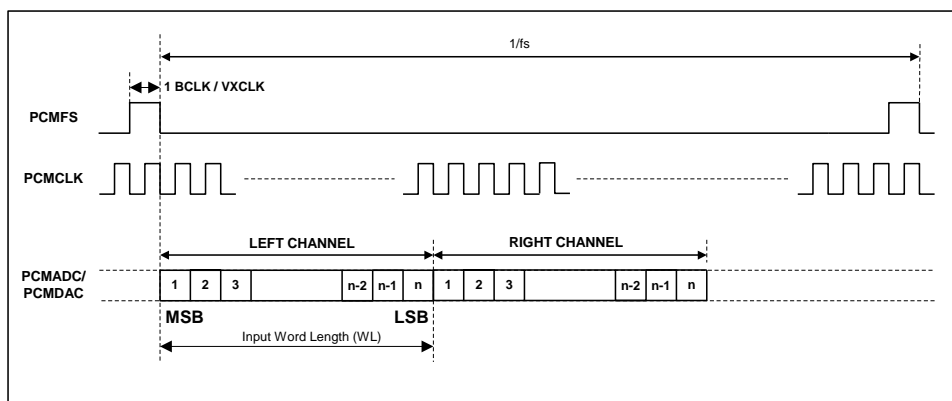 1/fs
1 BCLK / VXCLK
PCMFS
PCMCLK
LEFT CHANNEL
RIGHT CHANNEL
PCMADC/
PCMDAC
1 2 3 n-2 n-1 n 1 2 3 n-2 n-1 n
MSB LSB
Input Word Length (WL)